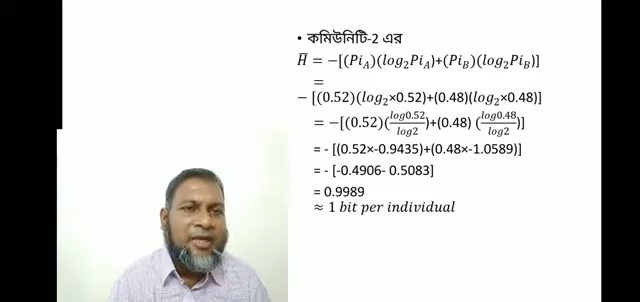 • কমিউনিটি-2 এর
H̅ = −[(Pi_A)(log₂Pi_A)+(Pi_B)(log₂Pi_B)]
=
− [(0.52)(log₂×0.52)+(0.48)(log₂×0.48)]
= −[(0.52)(log0.52/log2)+(0.48) (log0.48/log2)]
= - [(0.52×-0.9435)+(0.48×-1.0589)]
= - [-0.4906- 0.5083]
= 0.9989
≈ 1 bit per individual